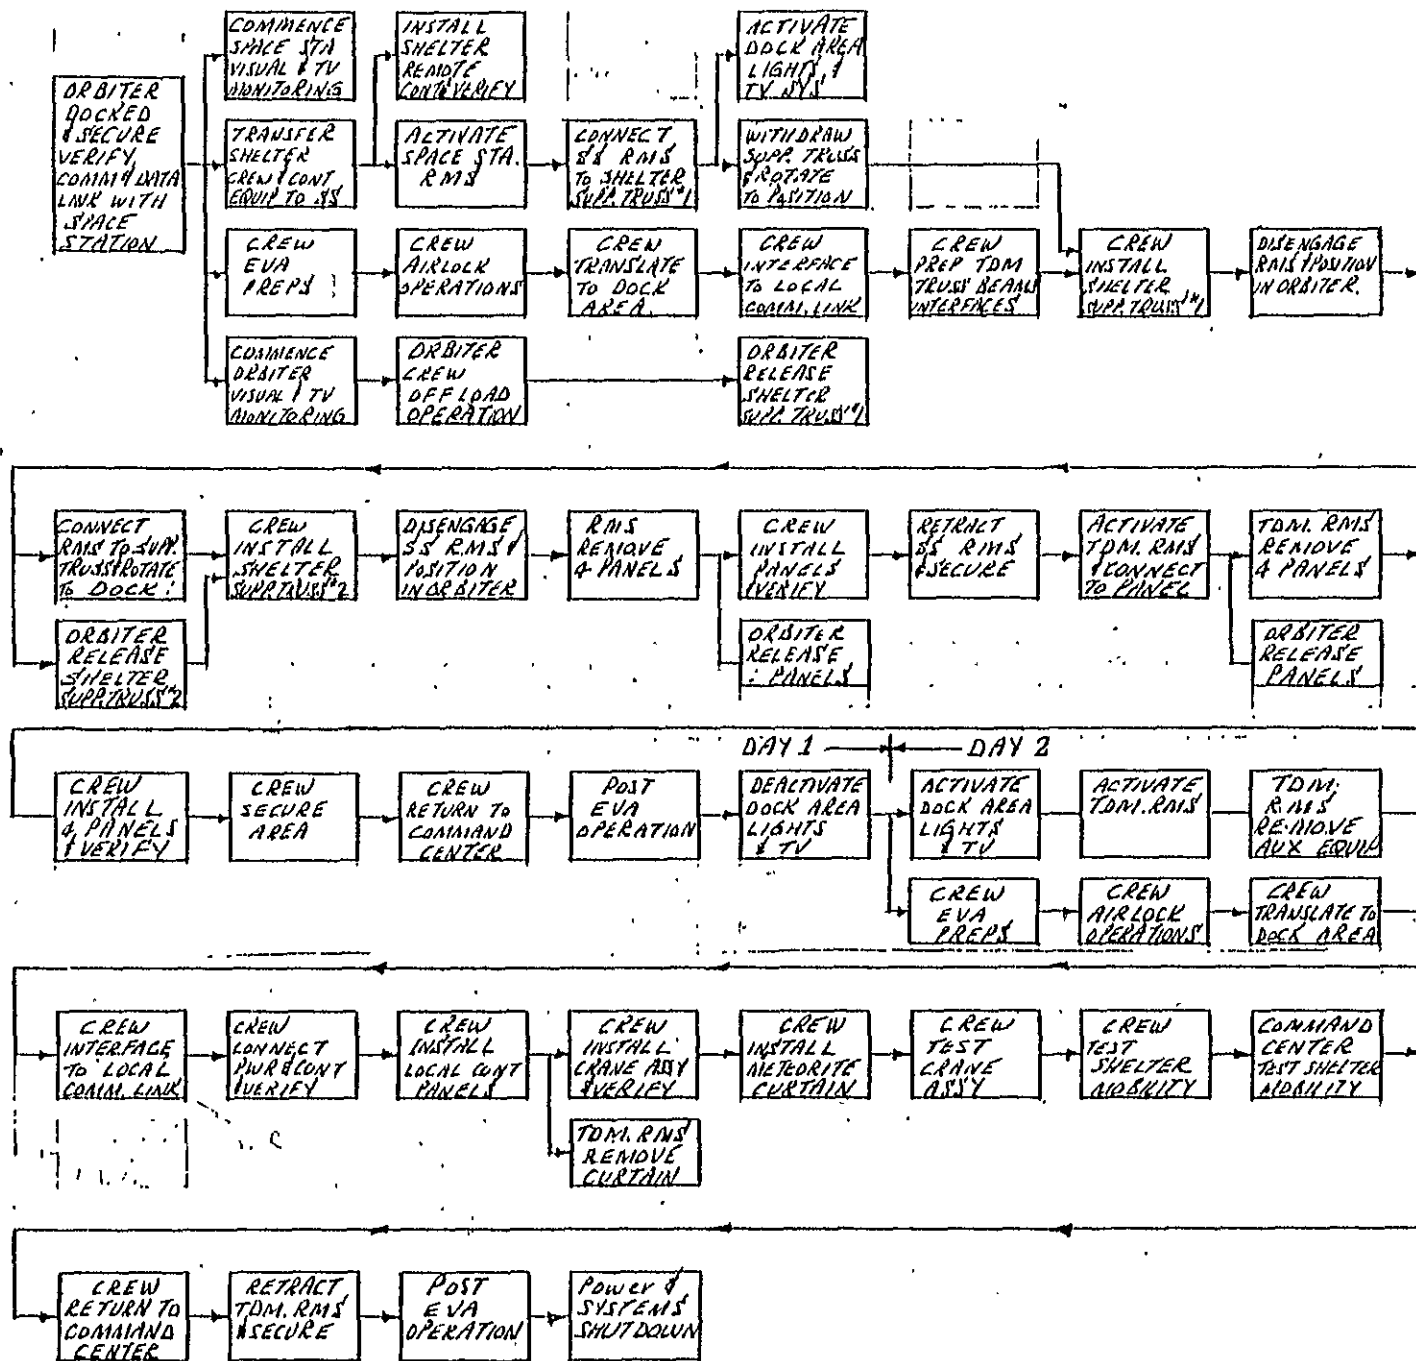 ORBITER
DOCKED
& SECURE
VERIFY,
COMM & DATA
LINK WITH
SPACE
STATION
COMMENCE
SPACE STA
VISUAL & TV
MONITORING
INSTALL
SHELTER
REMOTE
CONT & VERIFY
ACTIVATE
DOCK AREA
LIGHTS &
TV. SYS
TRANSFER
SHELTER
CREW & CONT
EQUIP TO SS
ACTIVATE
SPACE STA.
RMS
CONNECT
SS RMS
TO SHELTER
SUPP. TRUSS #1
WITHDRAW
SUPP. TRUSS
& ROTATE
TO POSITION
CREW
EVA
PREPS
CREW
AIRLOCK
OPERATIONS
CREW
TRANSLATE
TO DOCK
AREA.
CREW
INTERFACE
TO LOCAL
COMM. LINK
CREW
PREP TDM
TRUSS BEAM
INTERFACES
CREW
INSTALL
SHELTER
SUPP. TRUSS #1
DISENGAGE
RMS & POSITION
IN ORBITER.
COMMENCE
ORBITER
VISUAL & TV
MONITORING
ORBITER
CREW
OFF LOAD
OPERATION
ORBITER
RELEASE
SHELTER
SUPP. TRUSS #1
CONNECT
RMS TO SUPP.
TRUSS & ROTATE
TO DOCK
CREW
INSTALL
SHELTER
SUPP. TRUSS #2
DISENGAGE
SS RMS &
POSITION
IN ORBITER
RMS
REMOVE
4 PANELS
CREW
INSTALL
PANELS
& VERIFY
RETRACT
SS RMS
& SECURE
ACTIVATE
TDM. RMS
& CONNECT
TO PANEL
TDM. RMS
REMOVE
4 PANELS
ORBITER
RELEASE
SHELTER
SUPP. TRUSS #2
ORBITER
RELEASE
PANELS
ORBITER
RELEASE
PANELS
DAY 1
DAY 2
CREW
INSTALL
4 PANELS
& VERIFY
CREW
SECURE
AREA
CREW
RETURN TO
COMMAND
CENTER
POST
EVA
OPERATION
DEACTIVATE
DOCK AREA
LIGHTS
& TV
ACTIVATE
DOCK AREA
LIGHTS
& TV
ACTIVATE
TDM. RMS
TDM.
RMS
REMOVE
AUX EQUIP
CREW
EVA
PREPS
CREW
AIRLOCK
OPERATIONS
CREW
TRANSLATE TO
DOCK AREA
CREW
INTERFACE
TO LOCAL
COMM. LINK
CREW
CONNECT
PWR & CONT
& VERIFY
CREW
INSTALL
LOCAL CONT
PANELS
CREW
INSTALL
CRANE ASSY
& VERIFY
CREW
INSTALL
METEORITE
CURTAIN
CREW
TEST
CRANE
ASSY
CREW
TEST
SHELTER
MOBILITY
COMMAND
CENTER
TEST SHELTER
MOBILITY
TDM. RMS
REMOVE
CURTAIN
CREW
RETURN TO
COMMAND
CENTER
RETRACT
TDM. RMS
& SECURE
POST
EVA
OPERATION
POWER &
SYSTEMS
SHUTDOWN